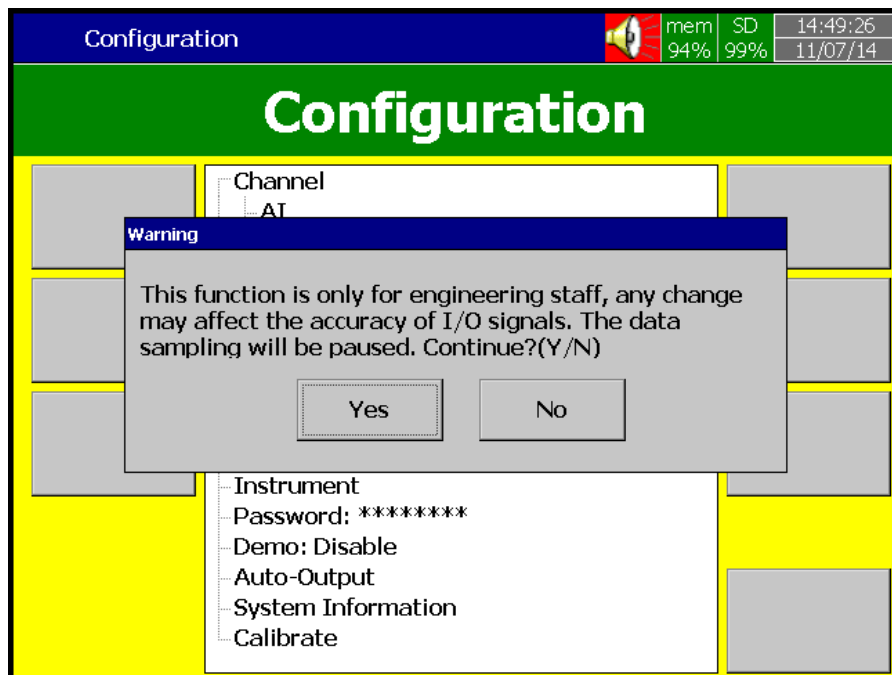 Configuration
mem SD 14:49:26
94% 99% 11/07/14
Configuration
Channel
AI
Warning
This function is only for engineering staff, any change
may affect the accuracy of I/O signals. The data
sampling will be paused. Continue?(Y/N)
Yes No
Instrument
Password: ********
Demo: Disable
Auto-Output
System Information
Calibrate